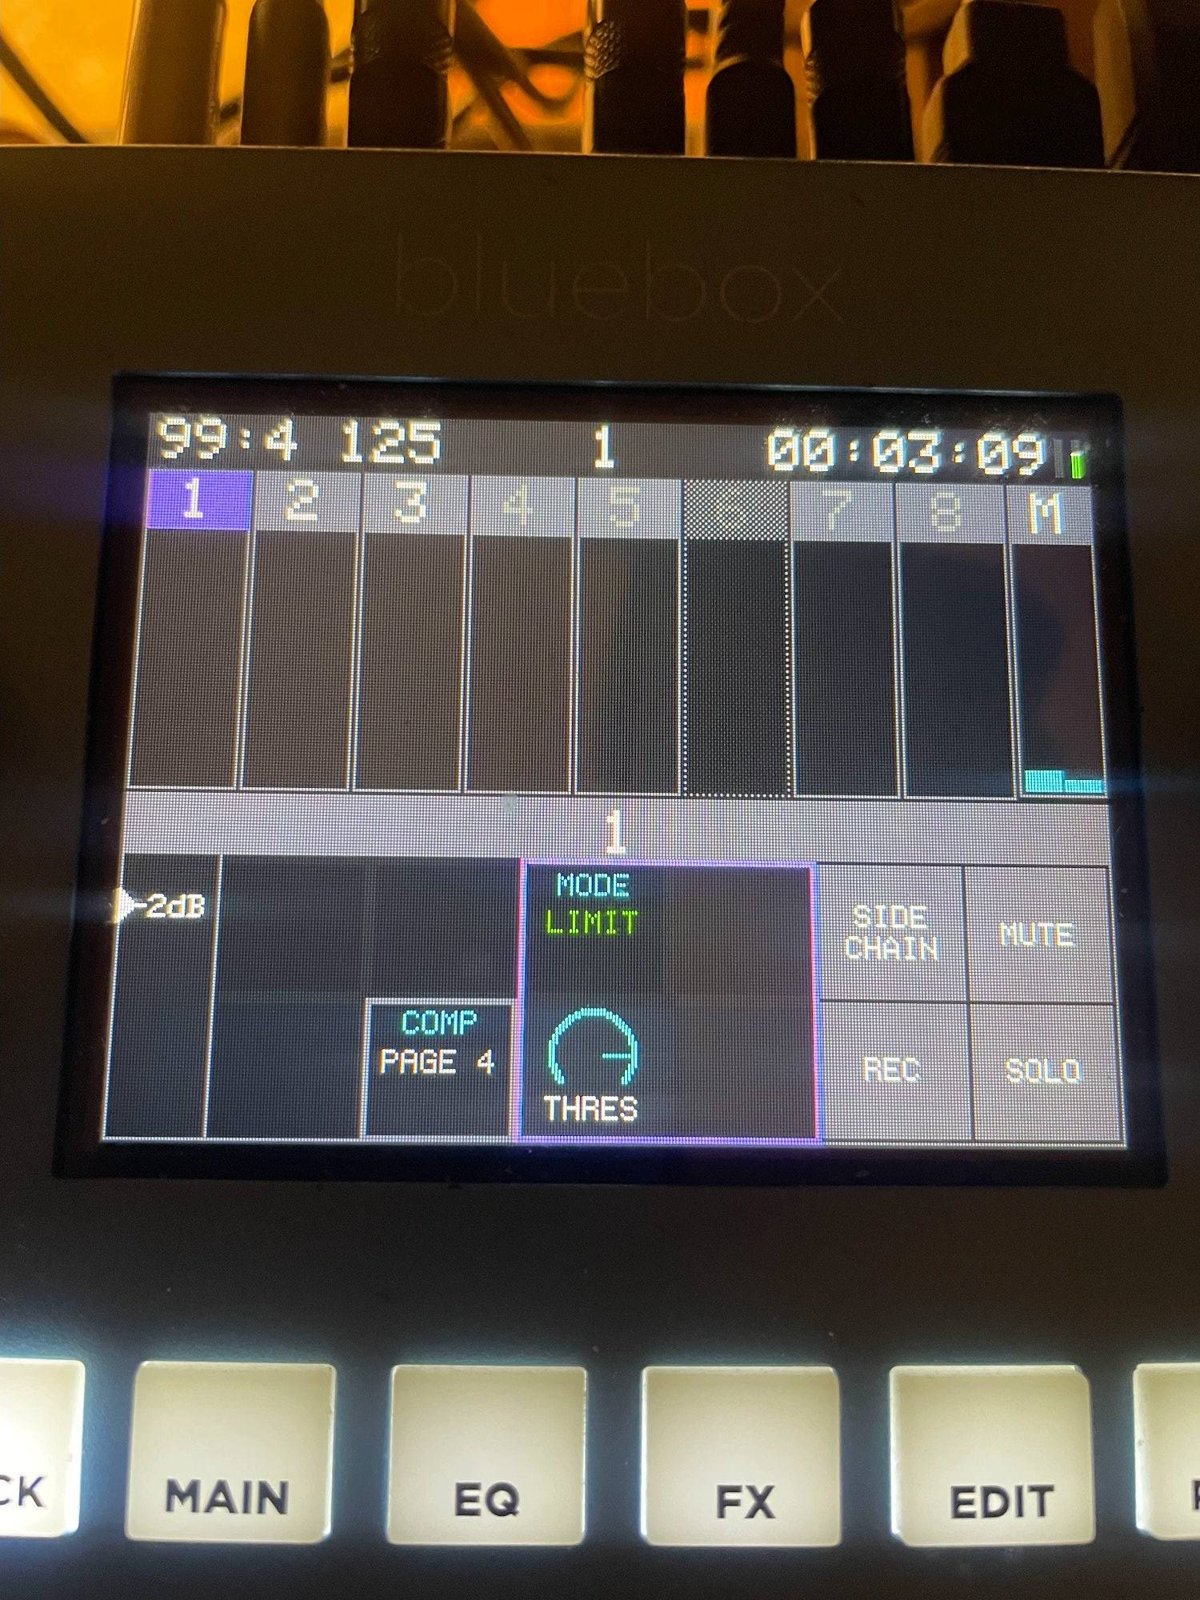 bluebox
99:4 125 1 00:03:09
1 2 3 4 5 6 7 8 M
1
-2dB
MODE
LIMIT
SIDE
CHAIN
MUTE
COMP
PAGE 4
THRES
REC
SOLO
CK
MAIN
EQ
FX
EDIT